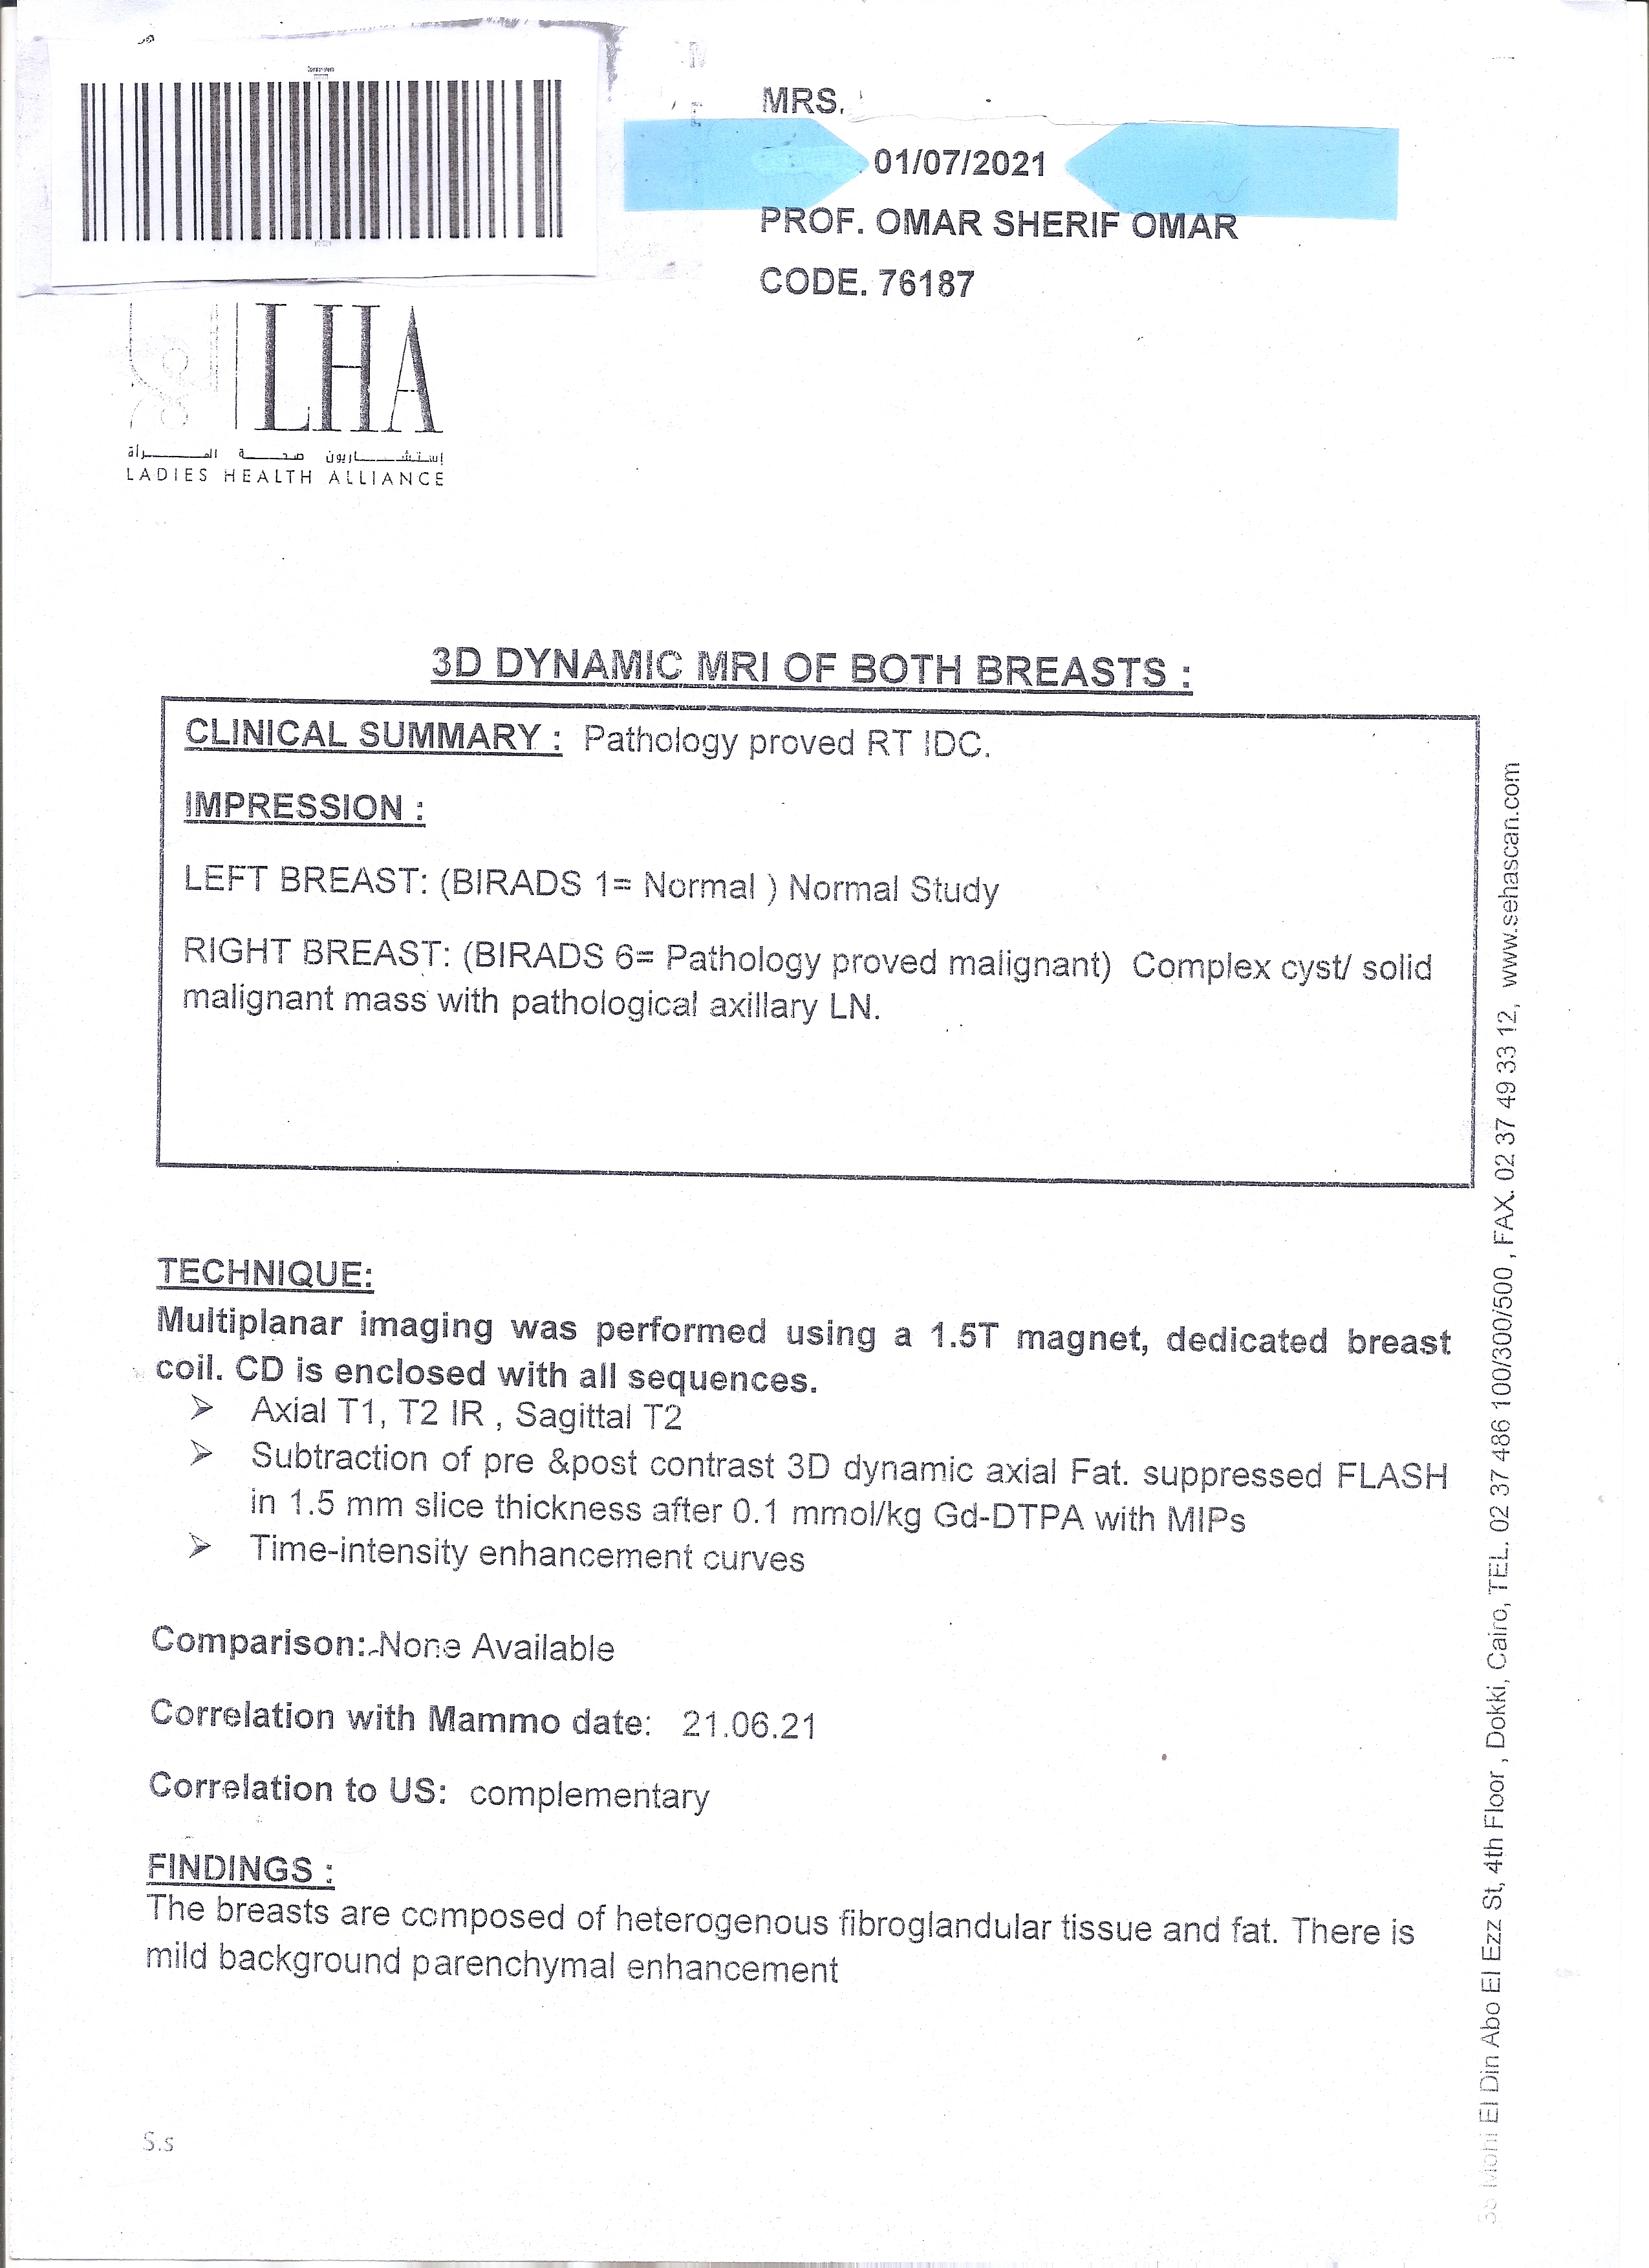 MRS.
01/07/2021
PROF. OMAR SHERIF OMAR
CODE. 76187
LHA
إستشاريون صحة المرأة
LADIES HEALTH ALLIANCE
3D DYNAMIC MRI OF BOTH BREASTS :
CLINICAL SUMMARY : Pathology proved RT IDC.
IMPRESSION :
LEFT BREAST: (BIRADS 1= Normal ) Normal Study
RIGHT BREAST: (BIRADS 6= Pathology proved malignant) Complex cyst/ solid
malignant mass with pathological axillary LN.
TECHNIQUE:
Multiplanar imaging was performed using a 1.5T magnet, dedicated breast
coil. CD is enclosed with all sequences.
➢ Axial T1, T2 IR , Sagittal T2
➢ Subtraction of pre &post contrast 3D dynamic axial Fat. suppressed FLASH
in 1.5 mm slice thickness after 0.1 mmol/kg Gd-DTPA with MIPs
➢ Time-intensity enhancement curves
Comparison: None Available
Correlation with Mammo date: 21.06.21
Correlation to US: complementary
FINDINGS :
The breasts are composed of heterogenous fibroglandular tissue and fat. There is
mild background parenchymal enhancement
S.s
Mohi El Din Abo El Ezz St, 4th Floor , Dokki, Cairo, TEL. 02 37 486 100/300/500 , FAX. 02 37 49 33 12, www.sehascan.com